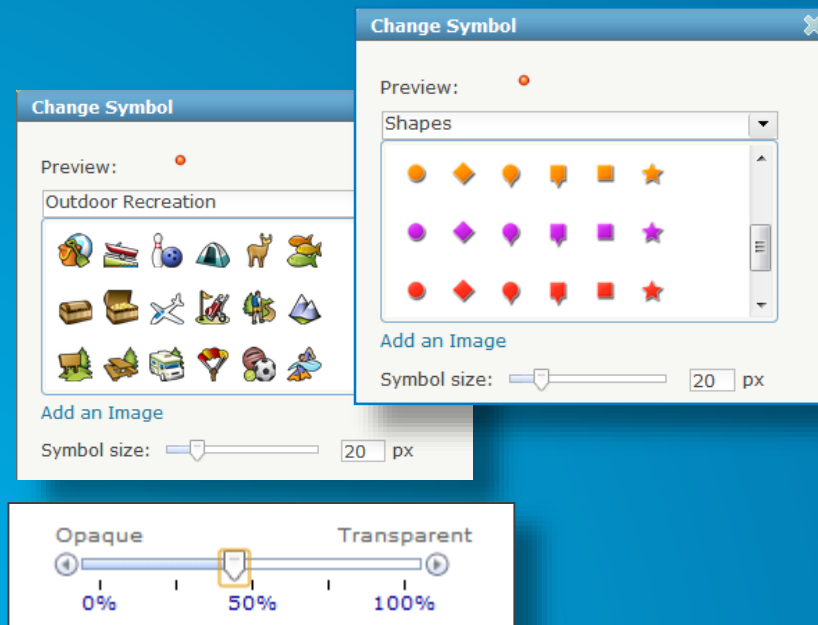 Change Symbol
Preview:
Outdoor Recreation
Add an Image
Symbol size: 20 px
Change Symbol
Preview:
Shapes
Add an Image
Symbol size: 20 px
Opaque Transparent
0% 50% 100%